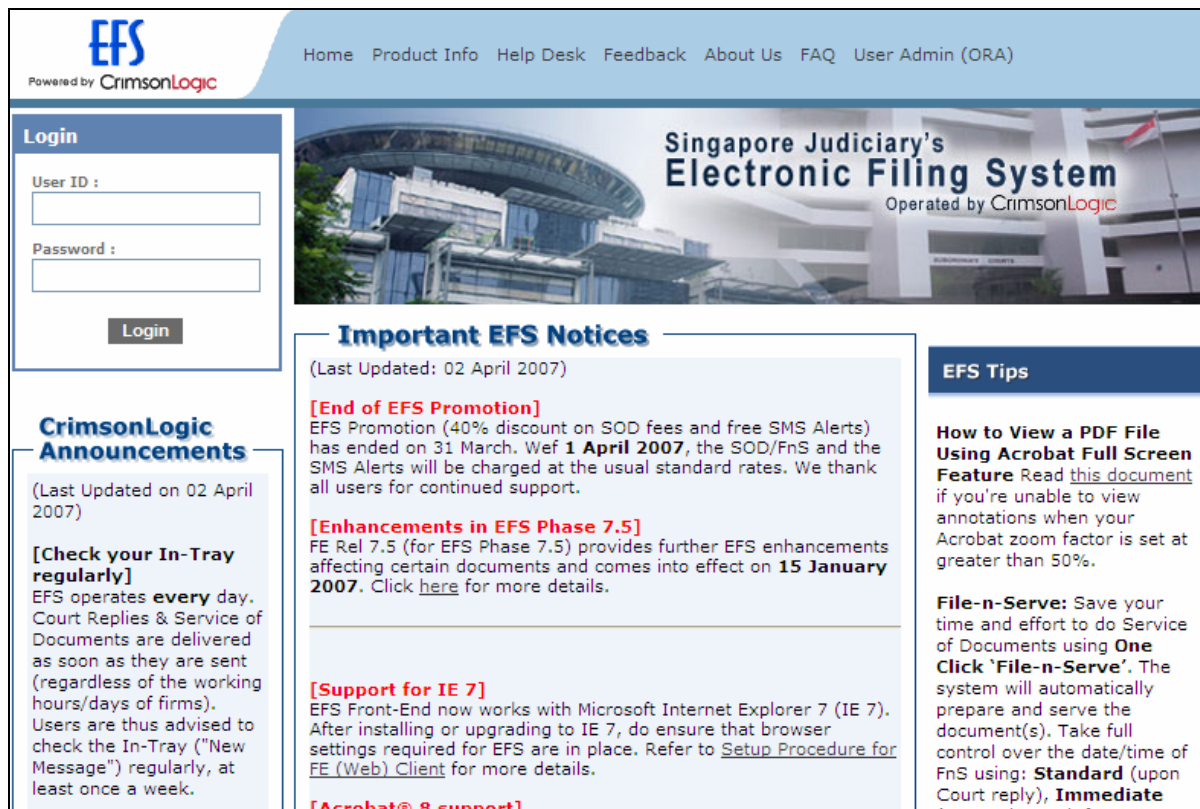 EFS
Powered by CrimsonLogic
Home Product Info Help Desk Feedback About Us FAQ User Admin (ORA)
Login
User ID :
Password :
Login
Singapore Judiciary's
Electronic Filing System
Operated by CrimsonLogic
SUBORDINATE COURTS
CrimsonLogic
Announcements
(Last Updated on 02 April
2007)
[Check your In-Tray
regularly]
EFS operates every day.
Court Replies & Service of
Documents are delivered
as soon as they are sent
(regardless of the working
hours/days of firms).
Users are thus advised to
check the In-Tray ("New
Message") regularly, at
least once a week.
Important EFS Notices
(Last Updated: 02 April 2007)
[End of EFS Promotion]
EFS Promotion (40% discount on SOD fees and free SMS Alerts)
has ended on 31 March. Wef 1 April 2007, the SOD/FnS and the
SMS Alerts will be charged at the usual standard rates. We thank
all users for continued support.
[Enhancements in EFS Phase 7.5]
FE Rel 7.5 (for EFS Phase 7.5) provides further EFS enhancements
affecting certain documents and comes into effect on 15 January
2007. Click here for more details.
[Support for IE 7]
EFS Front-End now works with Microsoft Internet Explorer 7 (IE 7).
After installing or upgrading to IE 7, do ensure that browser
settings required for EFS are in place. Refer to Setup Procedure for
FE (Web) Client for more details.
[Acrobat® 8 support]
EFS Tips
How to View a PDF File
Using Acrobat Full Screen
Feature Read this document
if you're unable to view
annotations when your
Acrobat zoom factor is set at
greater than 50%.
File-n-Serve: Save your
time and effort to do Service
of Documents using One
Click ‘File-n-Serve’. The
system will automatically
prepare and serve the
document(s). Take full
control over the date/time of
FnS using: Standard (upon
Court reply), Immediate